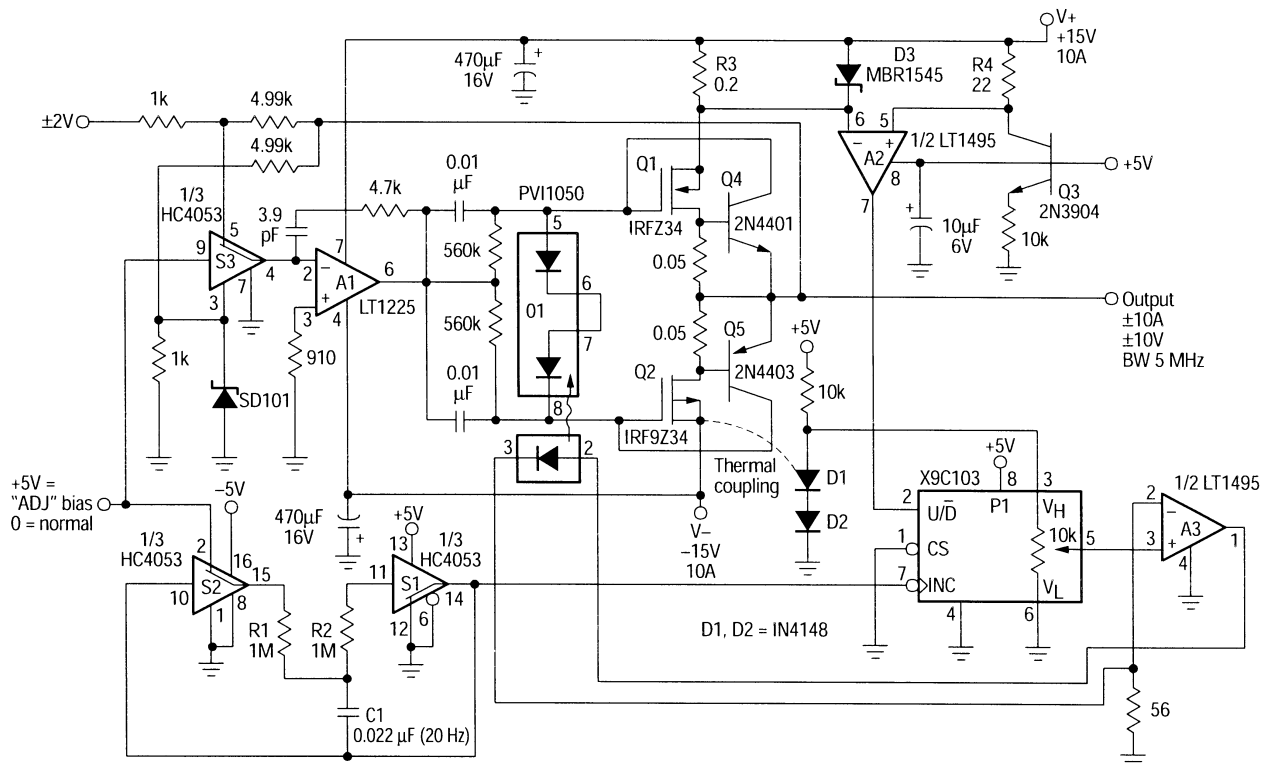 V+
+15V
10A
470µF
16V
+
R3
0.2
D3
MBR1545
R4
22
±2V
1k
4.99k
4.99k
6
5
1/2 LT1495
−
+
A2
8
7
+5V
Q3
2N3904
10k
+
10µF
6V
1/3
HC4053
3.9
pF
4.7k
0.01
µF
PVI1050
Q1
IRFZ34
Q4
2N4401
9
5
S3
4
7
3
7
2
−
A1
+
3
4
6
LT1225
560k
560k
5
6
01
7
8
0.05
0.05
Output
±10A
±10V
BW 5 MHz
+5V
10k
1k
SD101
910
0.01
µF
Q2
IRF9Z34
Q5
2N4403
3
2
Thermal
coupling
D1
D2
+5V =
"ADJ" bias
0 = normal
−5V
1/3
HC4053
2
16
15
S2
10
1
8
470µF
16V
+
+5V
13
1/3
HC4053
11
S1
14
6
12
V−
−15V
10A
X9C103
+5V
8
3
P1
2
U/D̅
VH
1
CS
10k
5
7
INC
VL
4
6
1/2 LT1495
2
−
A3
3
+
1
4
R1
1M
R2
1M
C1
0.022 µF (20 Hz)
D1, D2 = IN4148
56